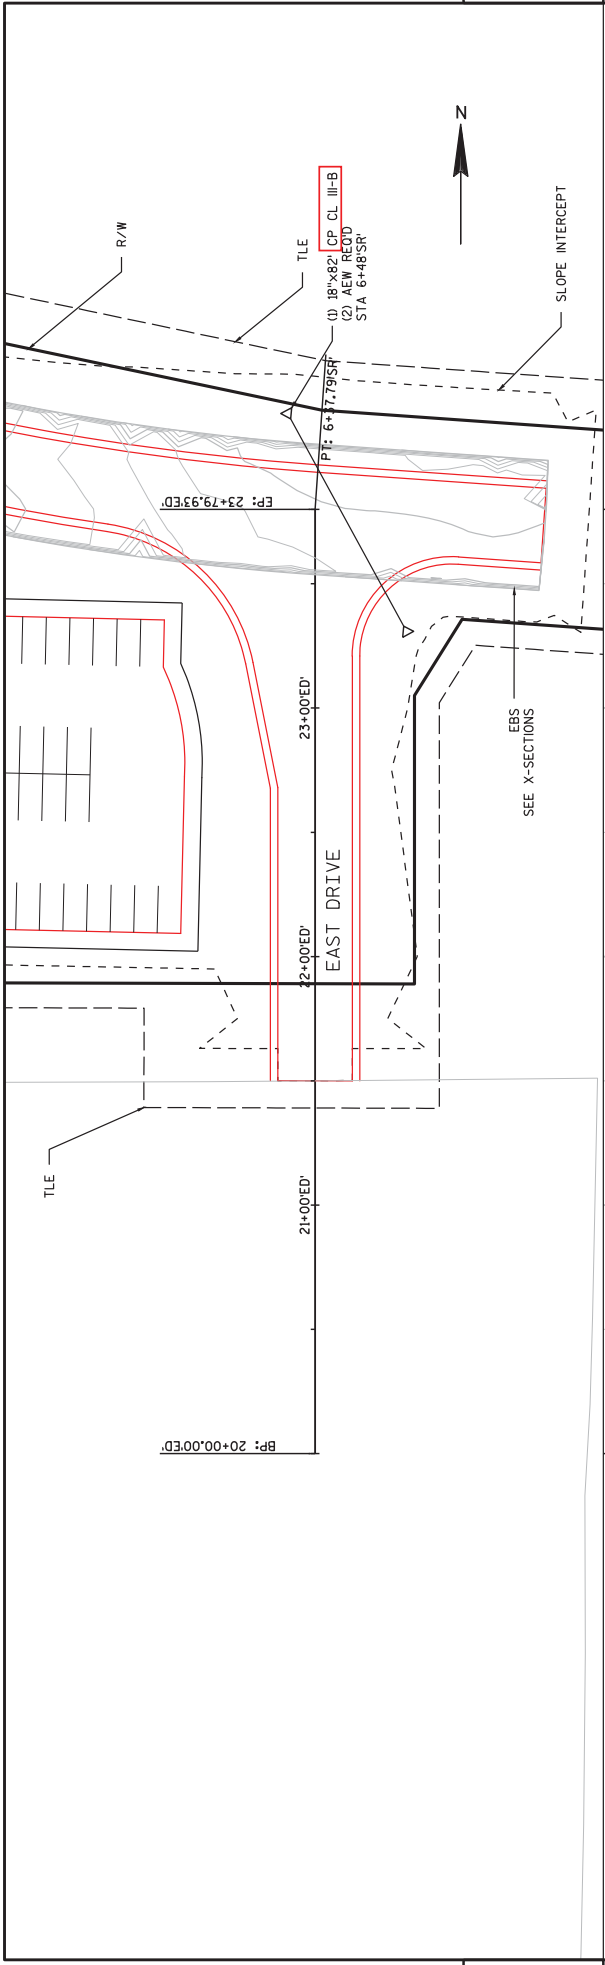 N
R/W
TLE
(1) 18"x82' CP CL III-B
(2) AEW REQ'D
STA 6+48'SR'
SLOPE INTERCEPT
PT: 6+37.79'SR'
EP: 23+79.93'ED'
23+00'ED'
EBS
SEE X-SECTIONS
EAST DRIVE
22+00'ED'
TLE
21+00'ED'
BP: 20+00.00'ED'